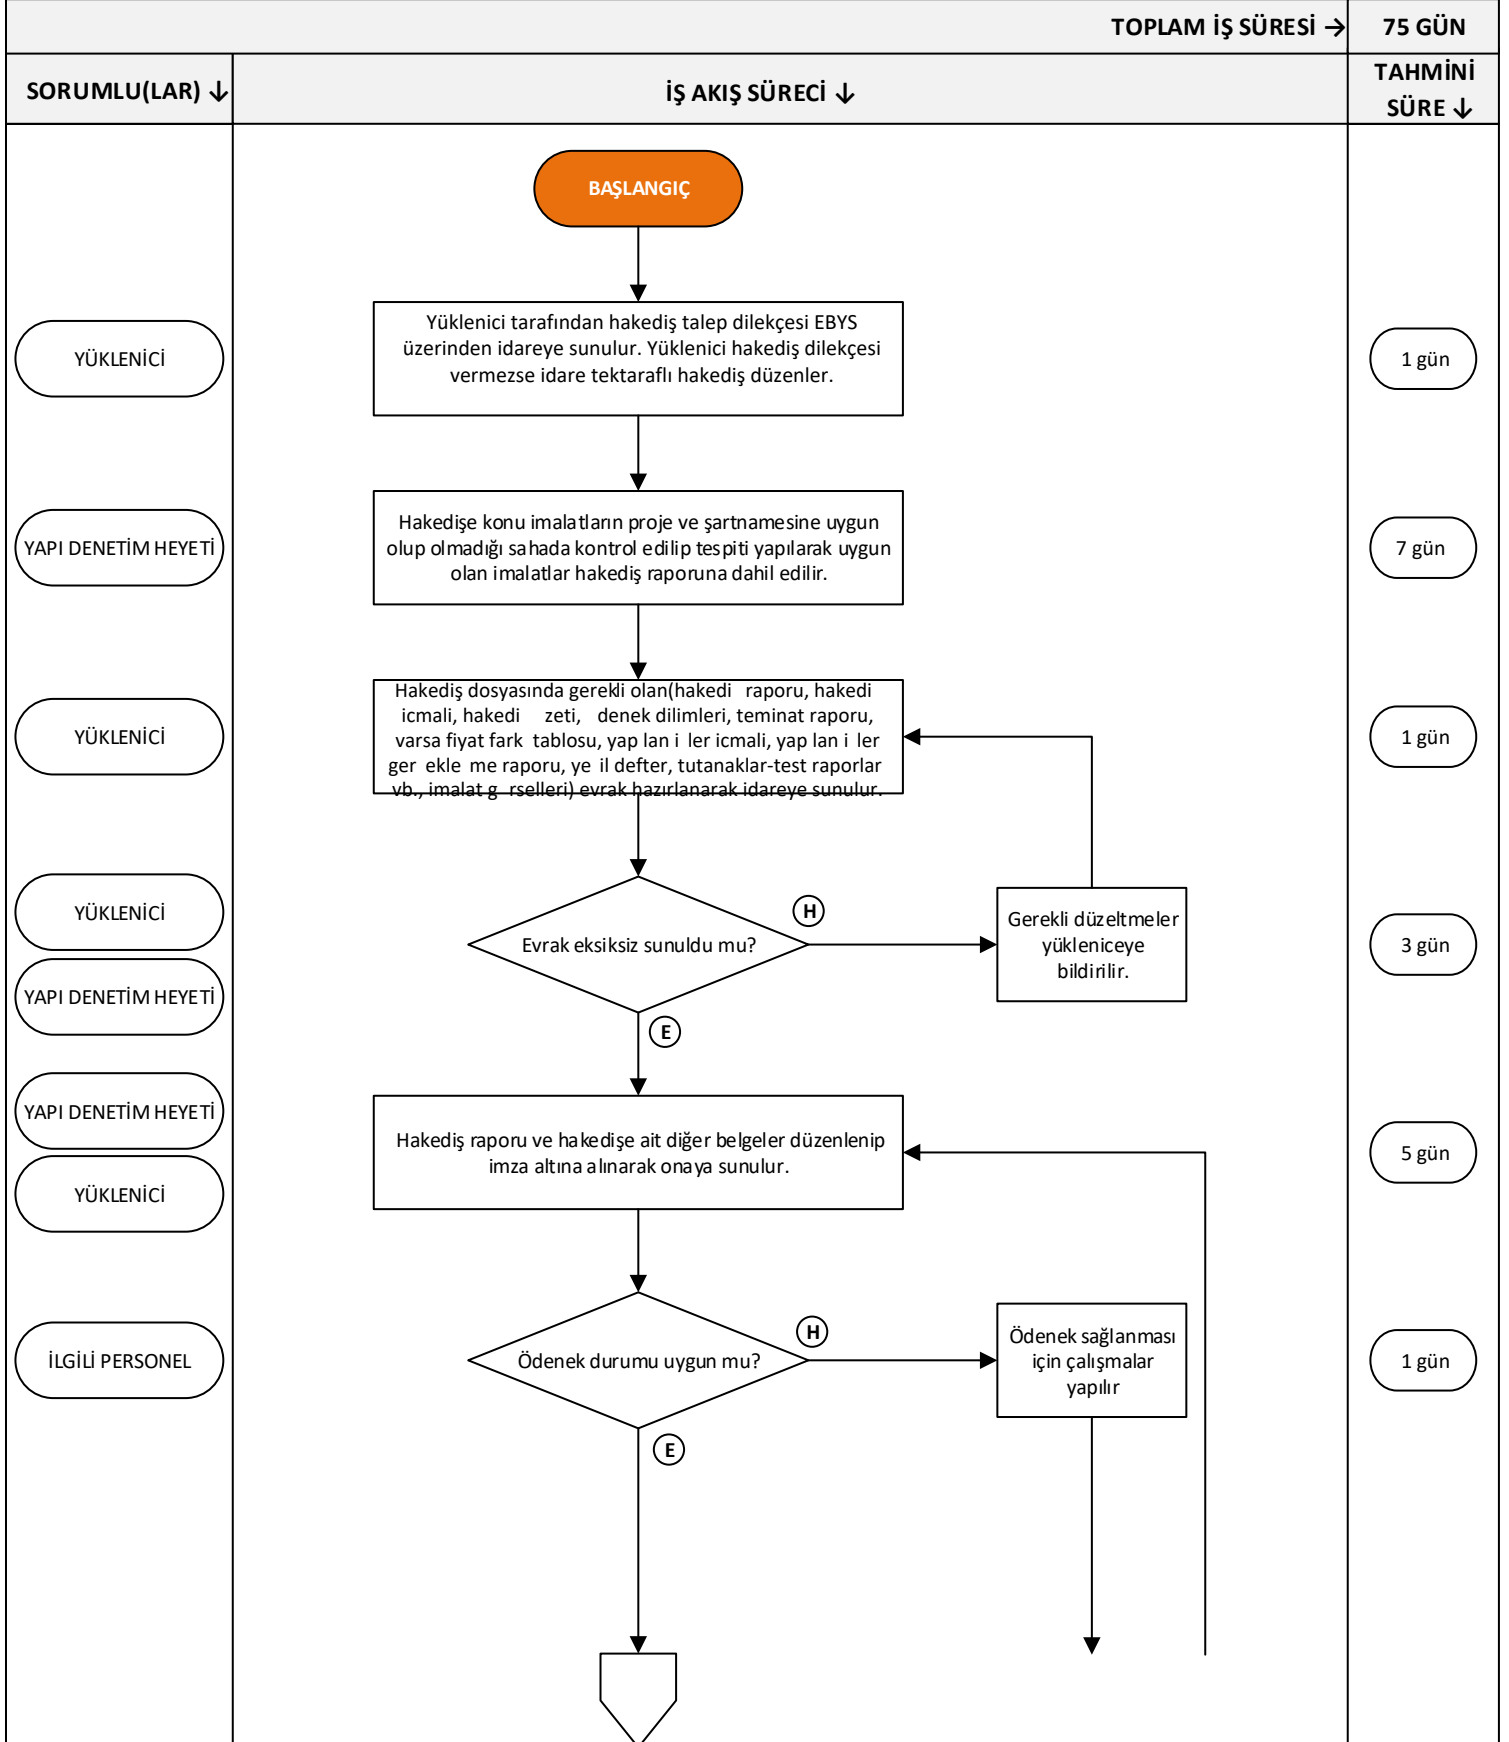 TOPLAM İŞ SÜRESİ →
75 GÜN
SORUMLU(LAR) ↓
İŞ AKIŞ SÜRECİ ↓
TAHMİNİ
SÜRE ↓
BAŞLANGIÇ
YÜKLENİCİ
Yüklenici tarafından hakediş talep dilekçesi EBYS
üzerinden idareye sunulur. Yüklenici hakediş dilekçesi
vermezse idare tektaraflı hakediş düzenler.
1 gün
YAPI DENETİM HEYETİ
Hakedişe konu imalatların proje ve şartnamesine uygun
olup olmadığı sahada kontrol edilip tespiti yapılarak uygun
olan imalatlar hakediş raporuna dahil edilir.
7 gün
YÜKLENİCİ
Hakediş dosyasında gerekli olan(hakedi raporu, hakedi
icmali, hakedi zeti, denek dilimleri, teminat raporu,
varsa fiyat fark tablosu, yap lan i ler icmali, yap lan i ler
ger ekle me raporu, ye il defter, tutanaklar-test raporlar
vb., imalat g rselleri) evrak hazırlanarak idareye sunulur.
1 gün
YÜKLENİCİ
YAPI DENETİM HEYETİ
Evrak eksiksiz sunuldu mu?
H
Gerekli düzeltmeler
yükleniceye
bildirilir.
3 gün
E
YAPI DENETİM HEYETİ
YÜKLENİCİ
Hakediş raporu ve hakedişe ait diğer belgeler düzenlenip
imza altına alınarak onaya sunulur.
5 gün
İLGİLİ PERSONEL
Ödenek durumu uygun mu?
H
Ödenek sağlanması
için çalışmalar
yapılır
1 gün
E